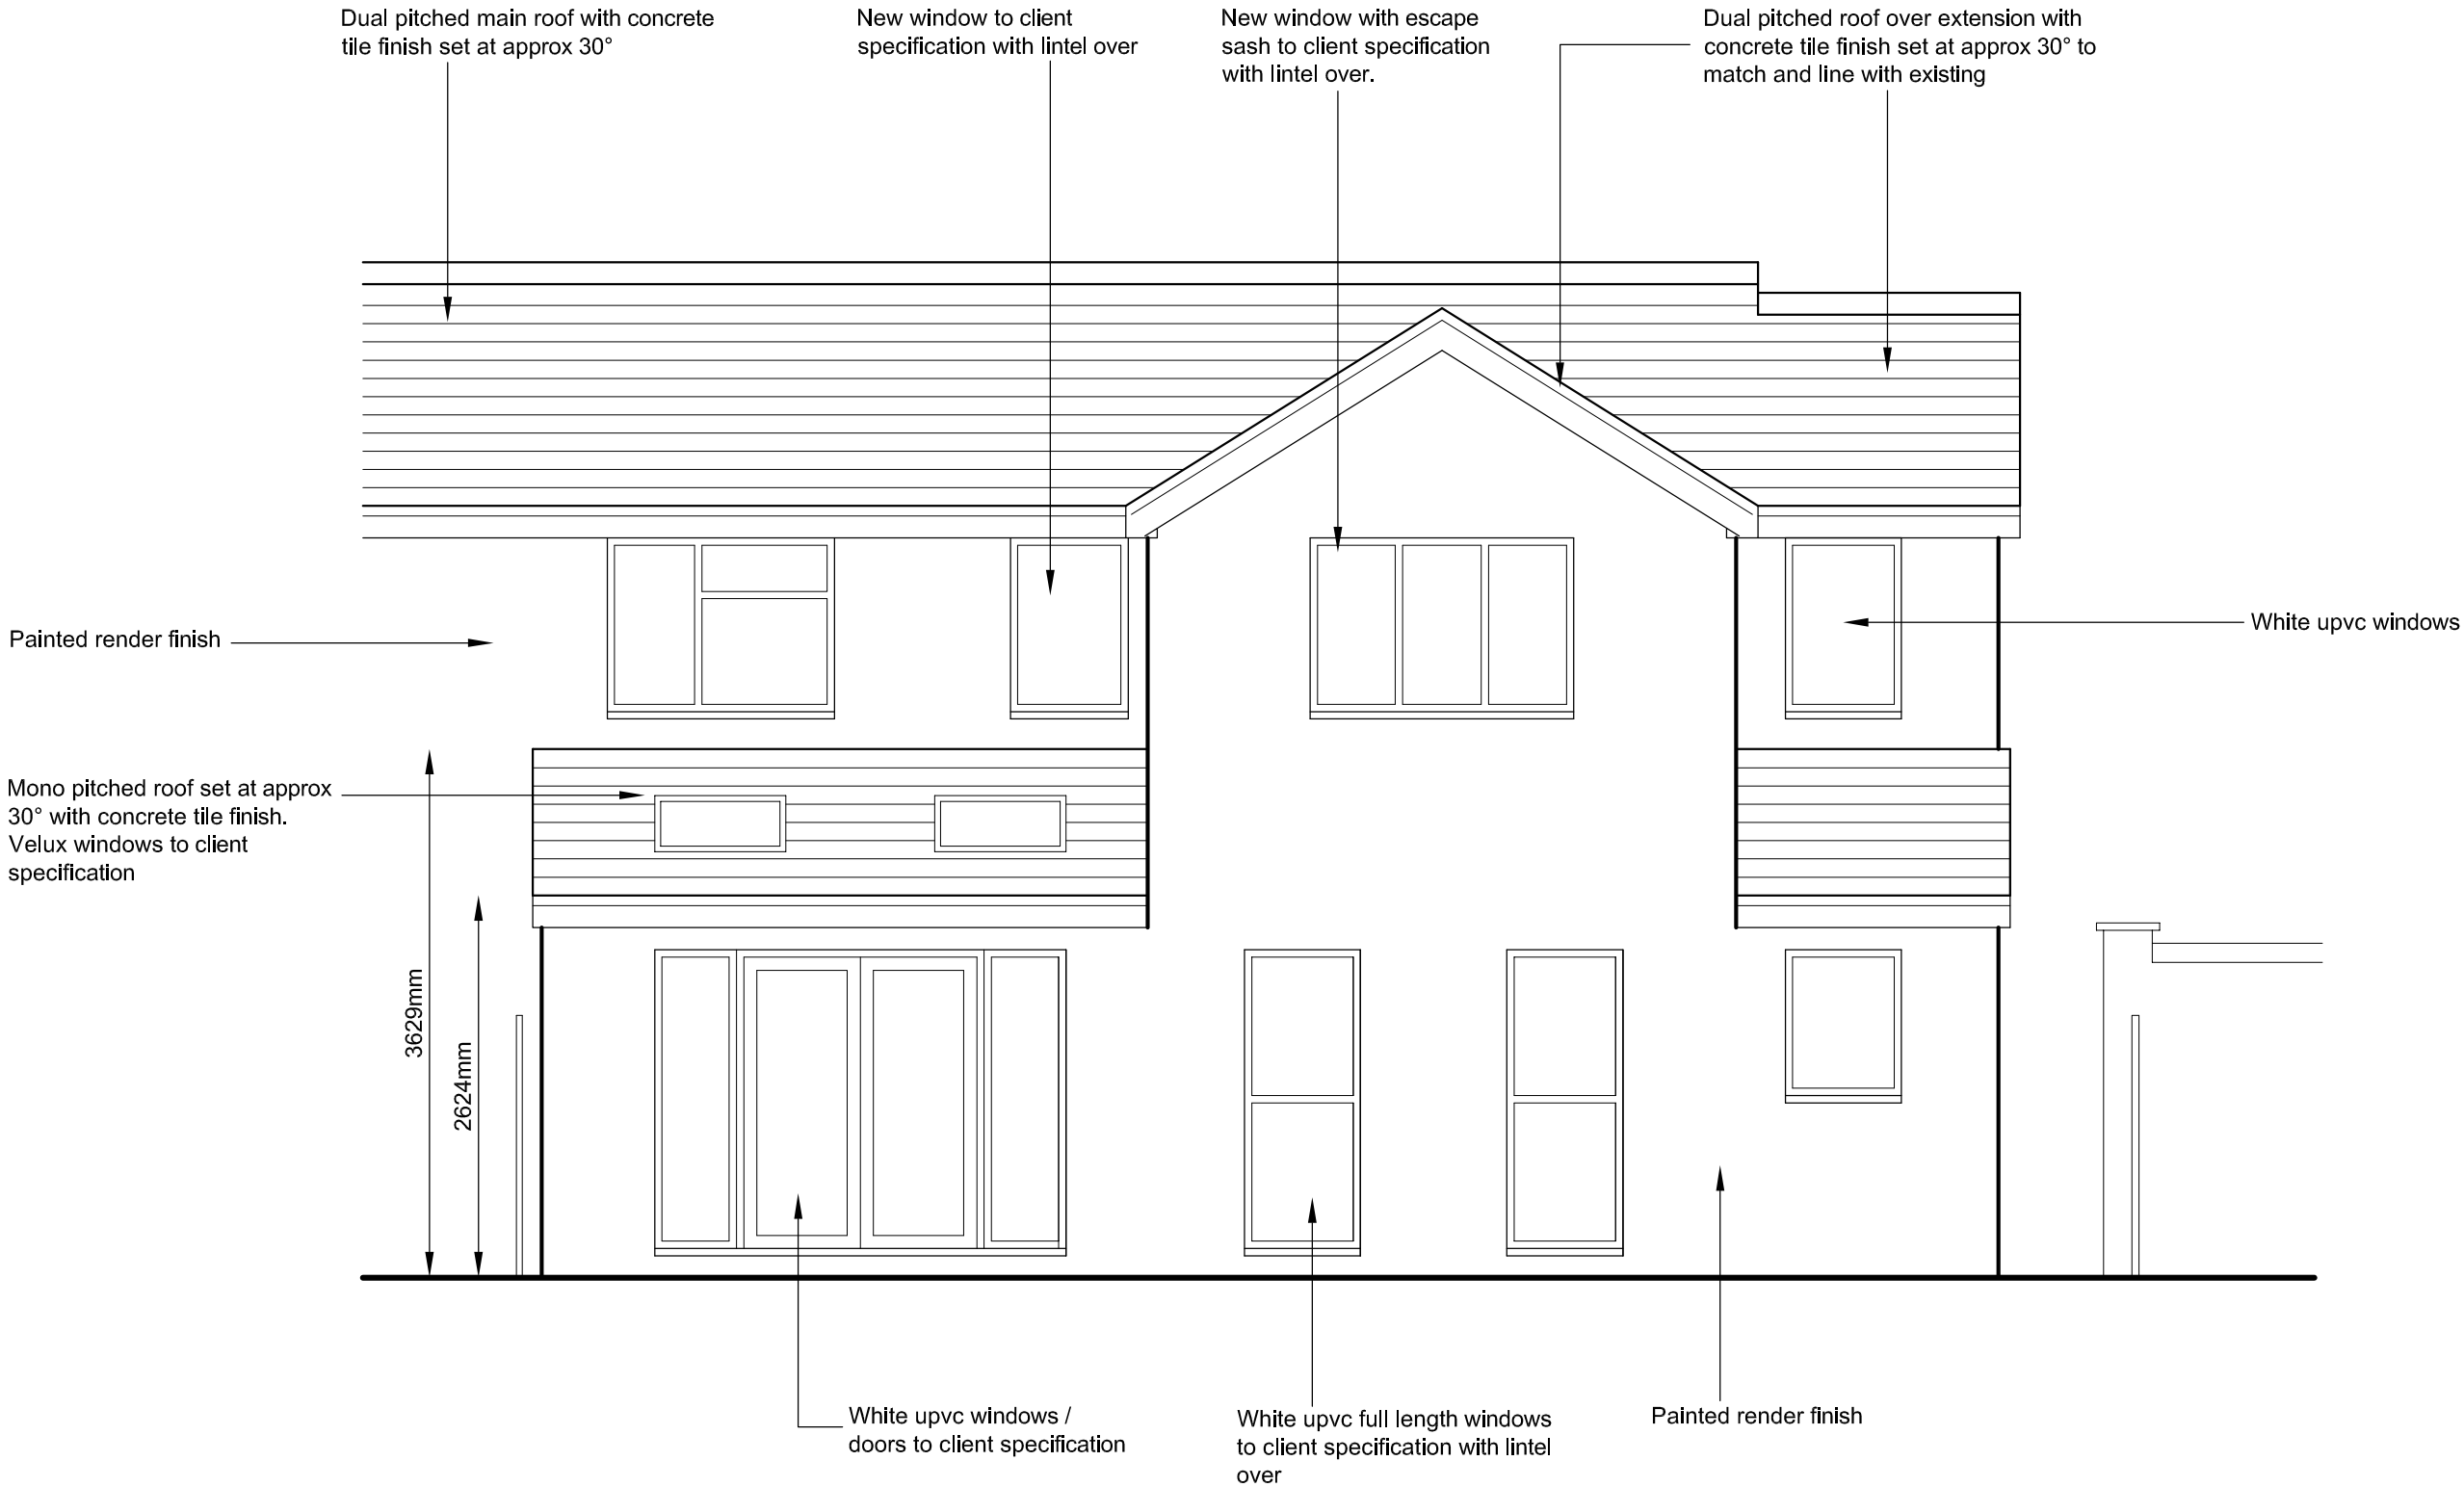 Dual pitched main roof with concrete
tile finish set at approx 30°
New window to client
specification with lintel over
New window with escape
sash to client specification
with lintel over.
Dual pitched roof over extension with
concrete tile finish set at approx 30° to
match and line with existing
Painted render finish
White upvc windows
Mono pitched roof set at approx
30° with concrete tile finish.
Velux windows to client
specification
3629mm
2624mm
White upvc windows /
doors to client specification
White upvc full length windows
to client specification with lintel
over
Painted render finish